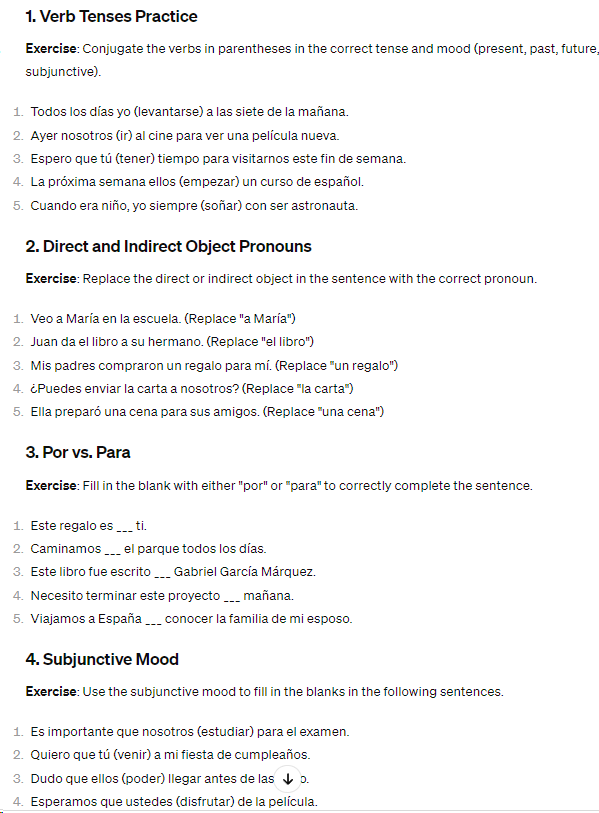 1. Verb Tenses Practice
Exercise: Conjugate the verbs in parentheses in the correct tense and mood (present, past, future,
subjunctive).
1. Todos los días yo (levantarse) a las siete de la mañana.
2. Ayer nosotros (ir) al cine para ver una película nueva.
3. Espero que tú (tener) tiempo para visitarnos este fin de semana.
4. La próxima semana ellos (empezar) un curso de español.
5. Cuando era niño, yo siempre (soñar) con ser astronauta.
2. Direct and Indirect Object Pronouns
Exercise: Replace the direct or indirect object in the sentence with the correct pronoun.
1. Veo a María en la escuela. (Replace "a María")
2. Juan da el libro a su hermano. (Replace "el libro")
3. Mis padres compraron un regalo para mí. (Replace "un regalo")
4. ¿Puedes enviar la carta a nosotros? (Replace "la carta")
5. Ella preparó una cena para sus amigos. (Replace "una cena")
3. Por vs. Para
Exercise: Fill in the blank with either "por" or "para" to correctly complete the sentence.
1. Este regalo es ___ ti.
2. Caminamos ___ el parque todos los días.
3. Este libro fue escrito ___ Gabriel García Márquez.
4. Necesito terminar este proyecto ___ mañana.
5. Viajamos a España ___ conocer la familia de mi esposo.
4. Subjunctive Mood
Exercise: Use the subjunctive mood to fill in the blanks in the following sentences.
1. Es importante que nosotros (estudiar) para el examen.
2. Quiero que tú (venir) a mi fiesta de cumpleaños.
3. Dudo que ellos (poder) llegar antes de las
4. Esperamos que ustedes (disfrutar) de la película.